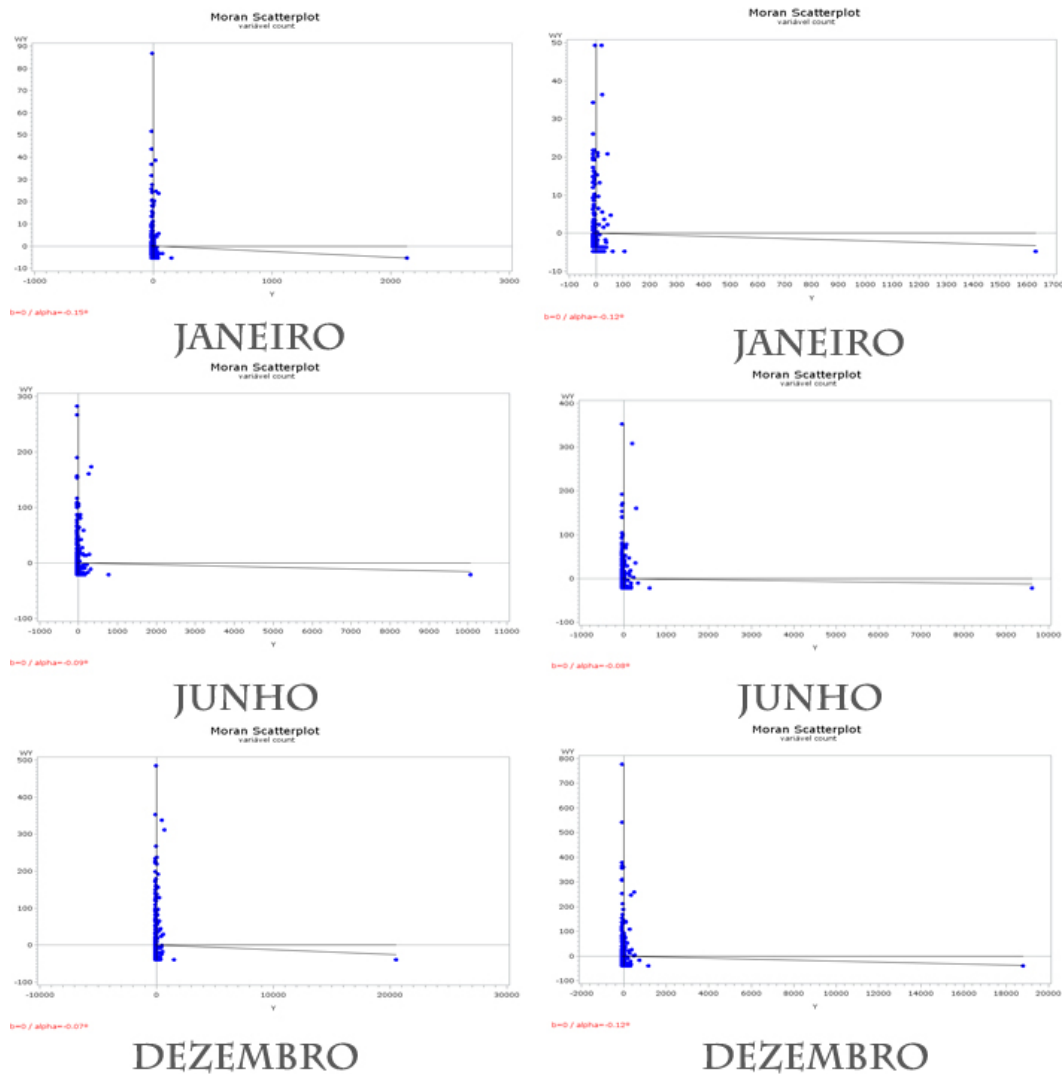 Moran Scatterplot
variável count
WY
90
80
70
60
50
40
30
20
10
0
-10
-1000 0 1000 2000 3000
Y
b=0 / alpha=-0.15º
JANEIRO
Moran Scatterplot
variável count
WY
50
40
30
20
10
0
-10
-100 0 100 200 300 400 500 600 700 800 900 1000 1100 1200 1300 1400 1500 1600 1700
Y
b=0 / alpha=-0.12º
JANEIRO
Moran Scatterplot
variável count
WY
300
200
100
0
-100
-1000 0 1000 2000 3000 4000 5000 6000 7000 8000 9000 10000 11000
Y
b=0 / alpha=-0.09º
JUNHO
Moran Scatterplot
variável count
WY
400
300
200
100
0
-100
-1000 0 1000 2000 3000 4000 5000 6000 7000 8000 9000 10000
Y
b=0 / alpha=-0.08º
JUNHO
Moran Scatterplot
variável count
WY
500
400
300
200
100
0
-100
-10000 0 10000 20000 30000
Y
b=0 / alpha=-0.07º
DEZEMBRO
Moran Scatterplot
variável count
WY
800
700
600
500
400
300
200
100
0
-100
-2000 0 2000 4000 6000 8000 10000 12000 14000 16000 18000 20000
Y
b=0 / alpha=-0.12º
DEZEMBRO